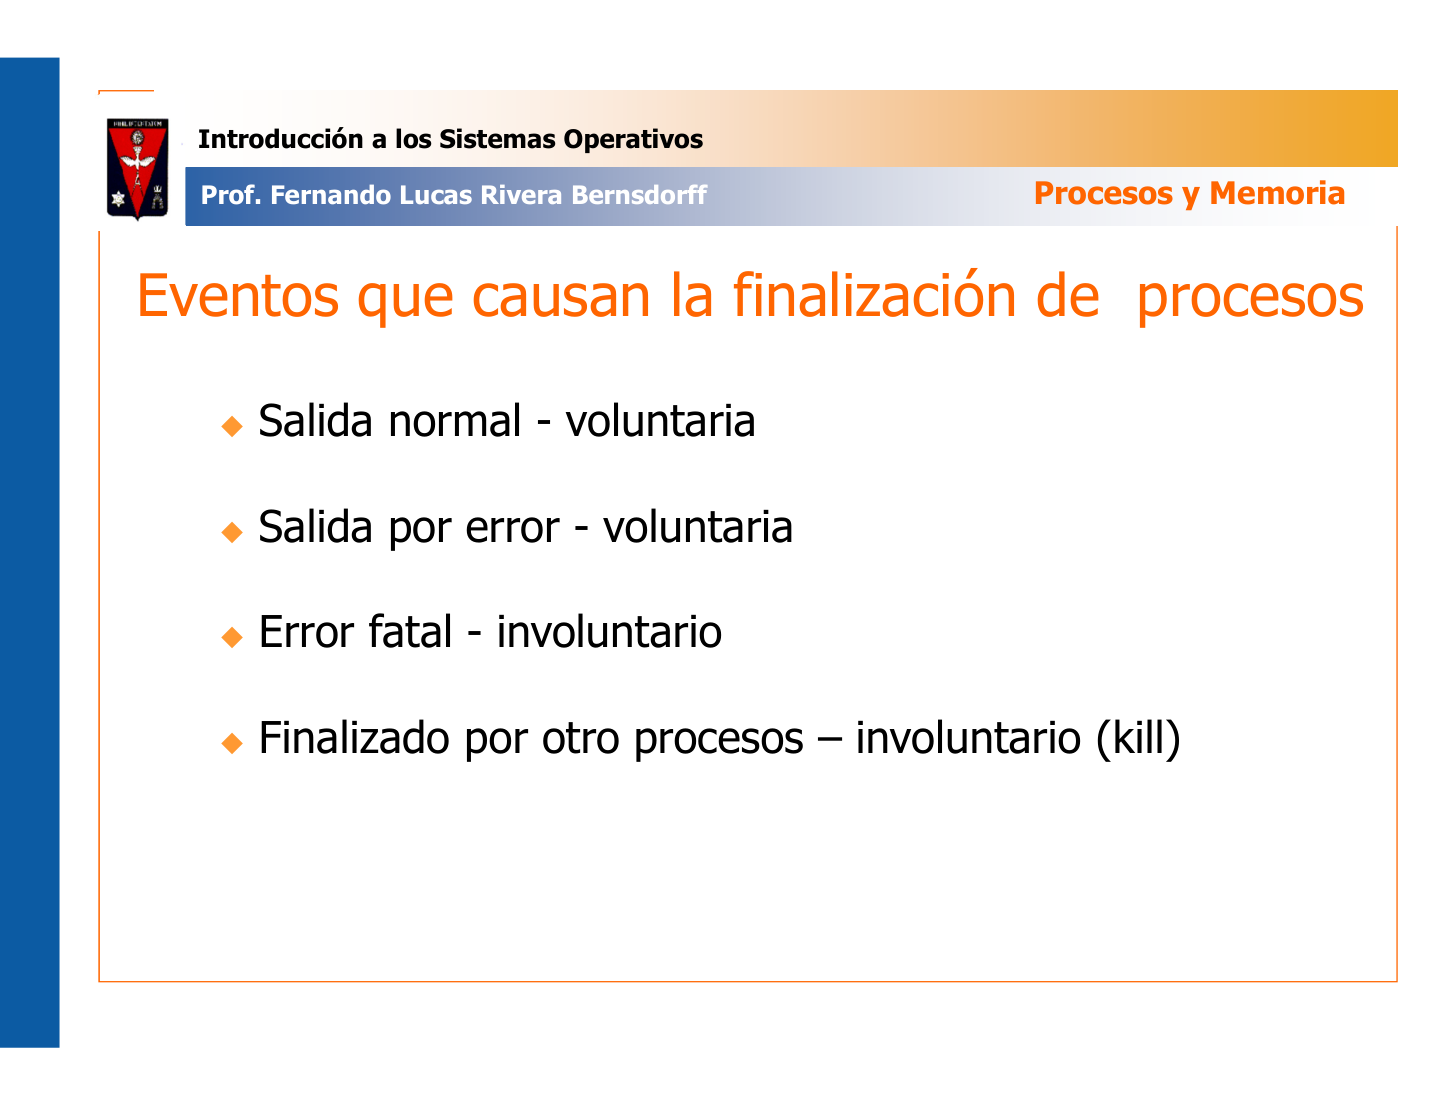 Introducción a los Sistemas Operativos
Prof. Fernando Lucas Rivera Bernsdorff
Procesos y Memoria
Eventos que causan la finalización de  procesos
Salida normal - voluntaria
Salida por error - voluntaria
Error fatal - involuntario
Finalizado por otro procesos – involuntario (kill)